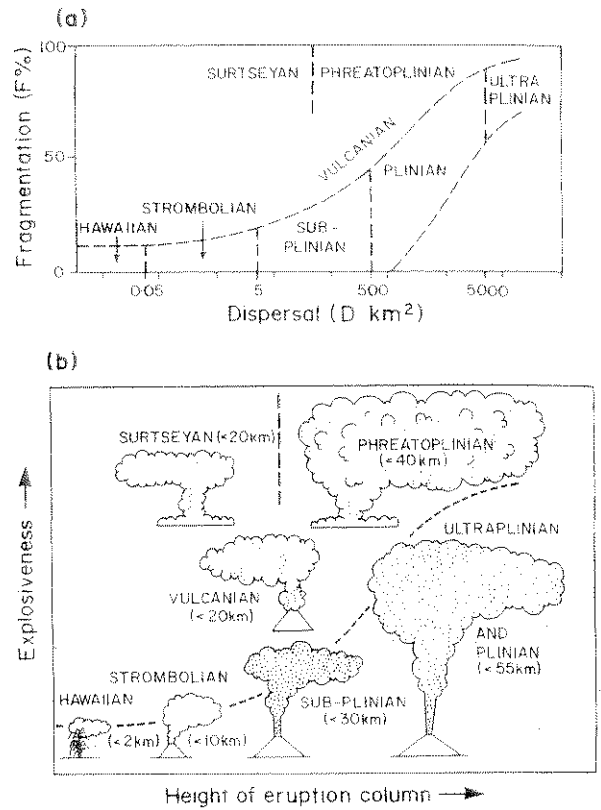 (a)
Fragmentation (F%)
100
50
0
SURTSEYAN
PHREATOPLINIAN
ULTRA
PLINIAN
VULCANIAN
PLINIAN
STROMBOLIAN
HAWAIIAN
SUB-
PLINIAN
0·05
5
500
5000
Dispersal (D km²)
(b)
Explosiveness
SURTSEYAN (<20km)
PHREATOPLINIAN
(<40km)
ULTRAPLINIAN
VULCANIAN
(<20km)
AND
PLINIAN
(<55km)
STROMBOLIAN
HAWAIIAN
SUB-PLINIAN
(<30km)
(<2km)
(<10km)
Height of eruption column